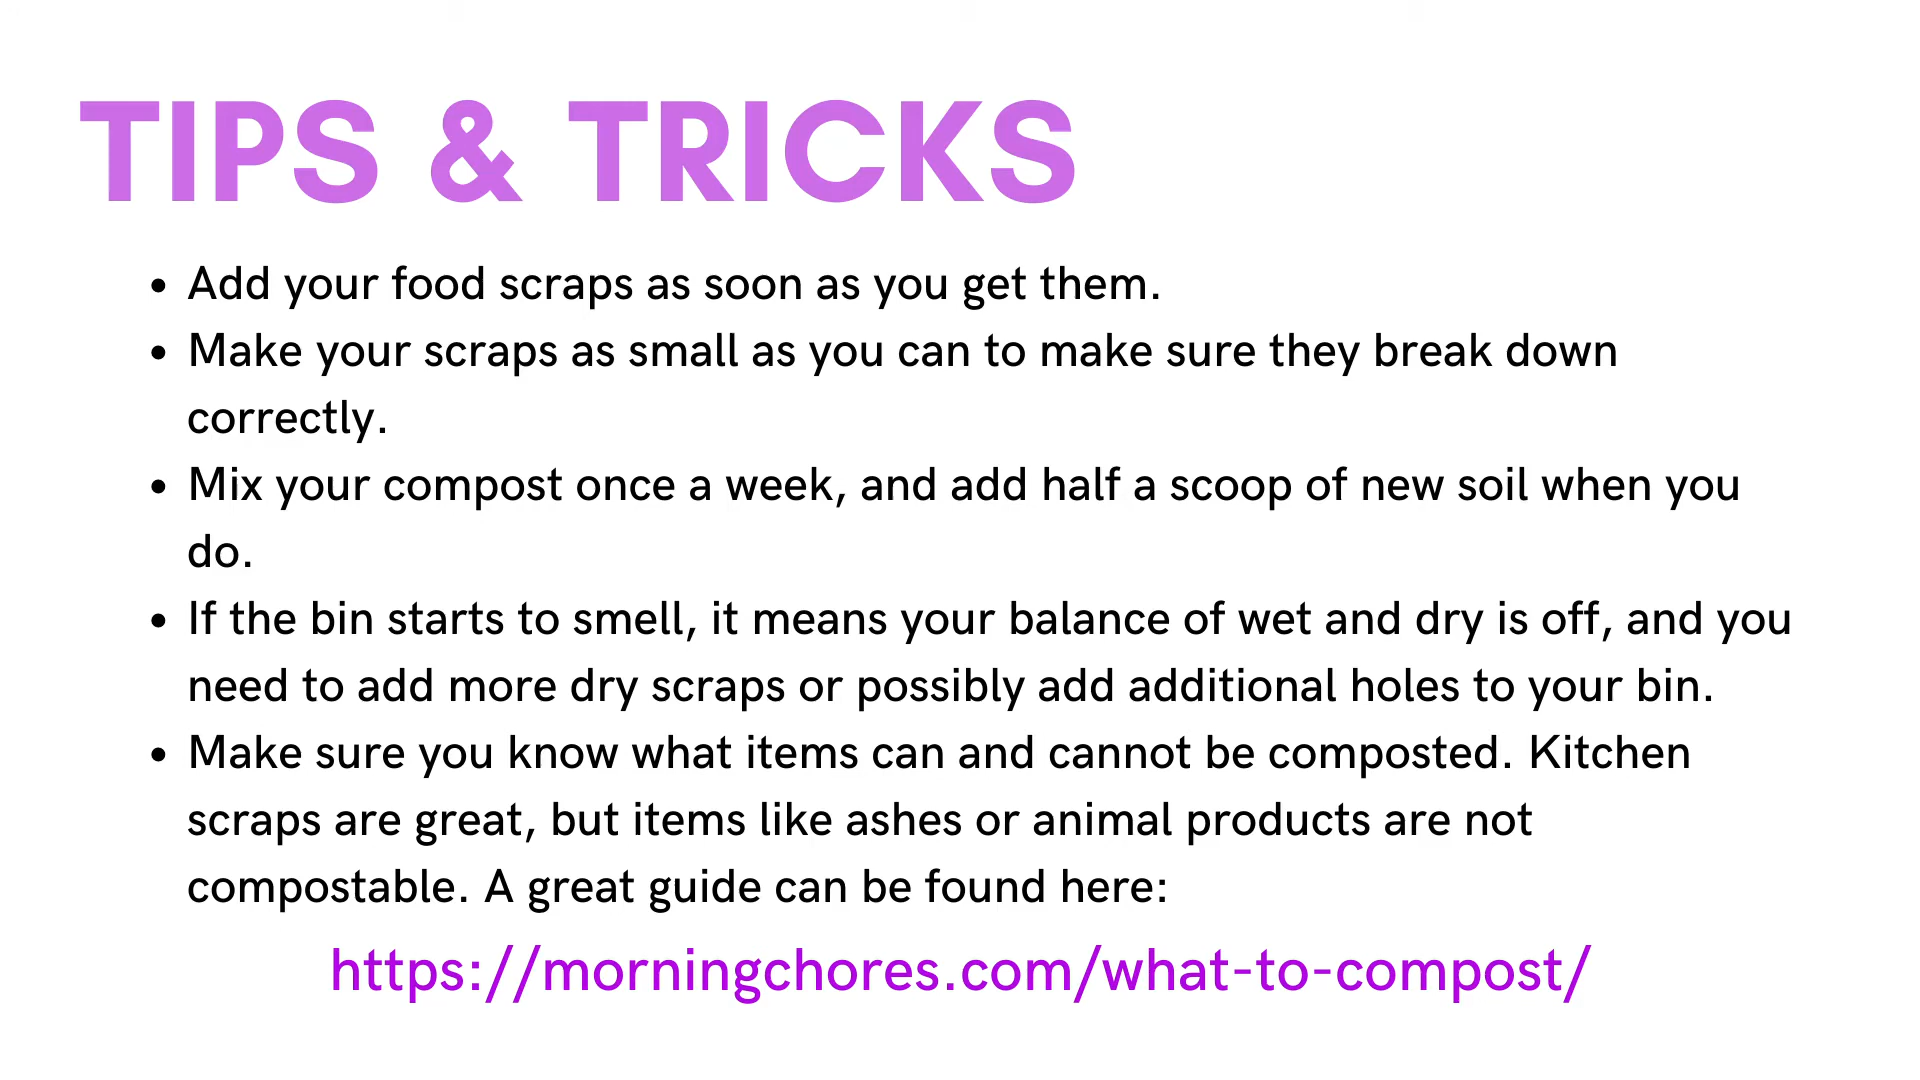 TIPS & TRICKS
• Add your food scraps as soon as you get them.
• Make your scraps as small as you can to make sure they break down
correctly.
• Mix your compost once a week, and add half a scoop of new soil when you
do.
• If the bin starts to smell, it means your balance of wet and dry is off, and you
need to add more dry scraps or possibly add additional holes to your bin.
• Make sure you know what items can and cannot be composted. Kitchen
scraps are great, but items like ashes or animal products are not
compostable. A great guide can be found here:
https://morningchores.com/what-to-compost/